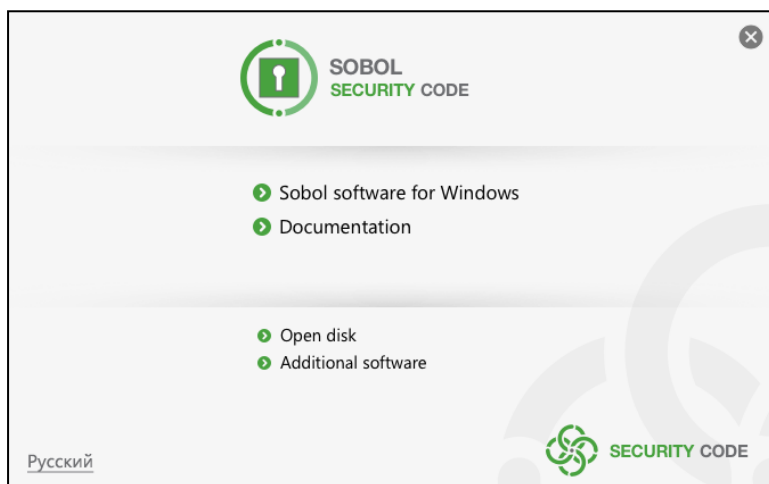 SOBOL
SECURITY CODE
Sobol software for Windows
Documentation
Open disk
Additional software
Русский
SECURITY CODE